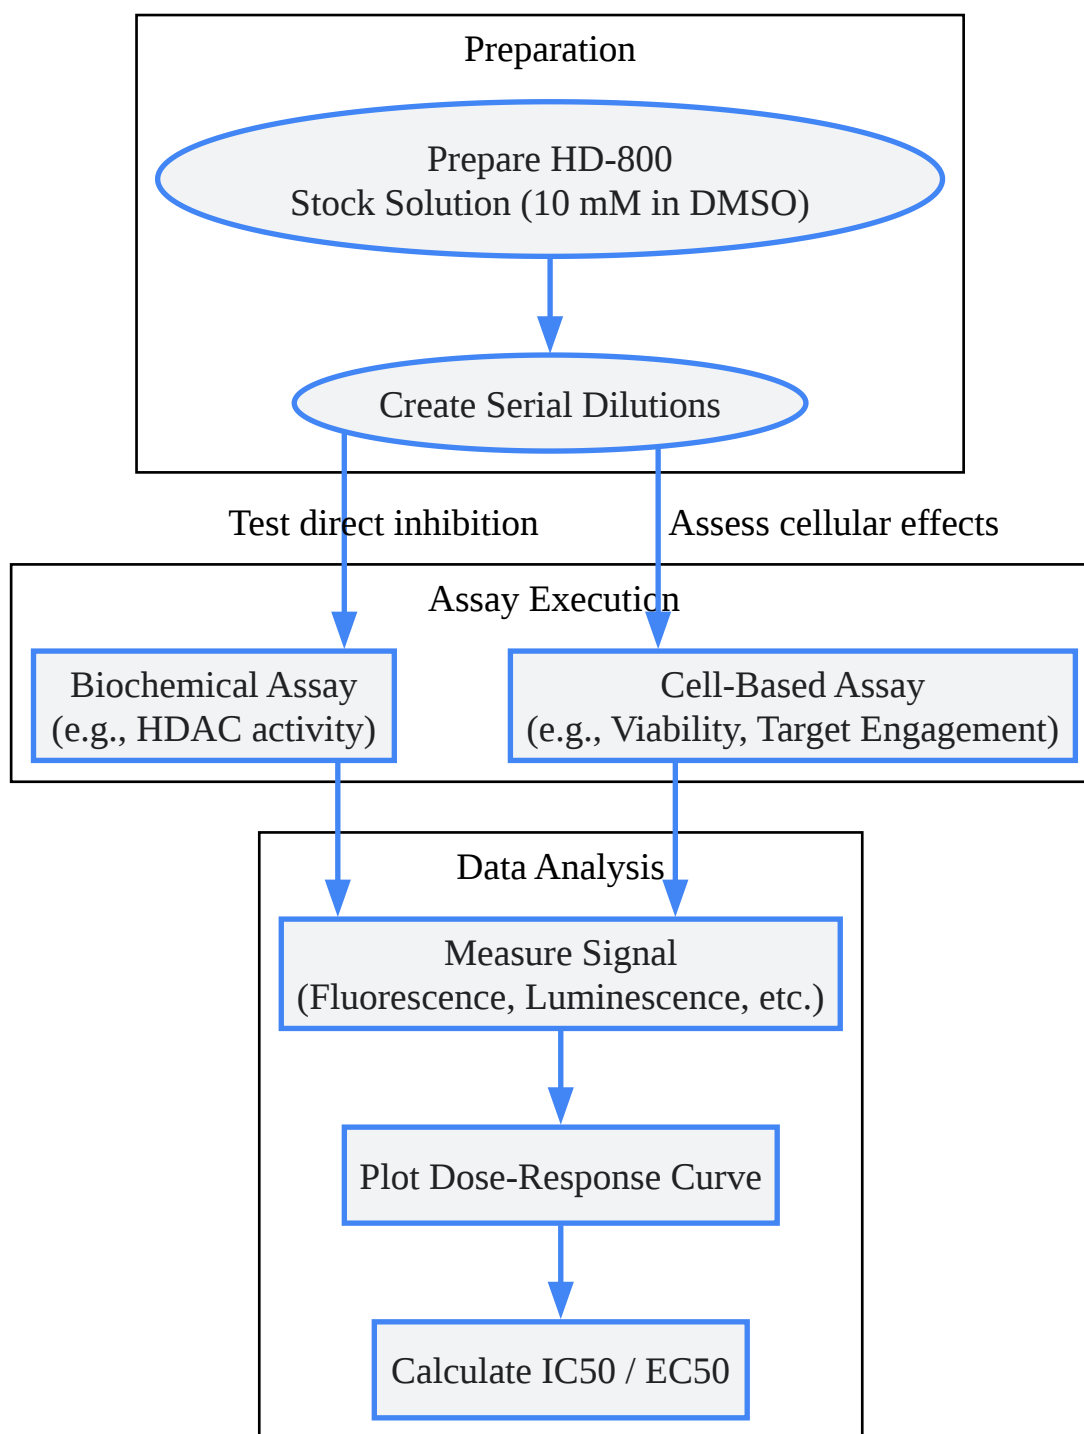 Preparation
Prepare HD-800
Stock Solution (10 mM in DMSO)
Create Serial Dilutions
Test direct inhibition
Assess cellular effects
Assay Execution
Biochemical Assay
(e.g., HDAC activity)
Cell-Based Assay
(e.g., Viability, Target Engagement)
Data Analysis
Measure Signal
(Fluorescence, Luminescence, etc.)
Plot Dose-Response Curve
Calculate IC50 / EC50